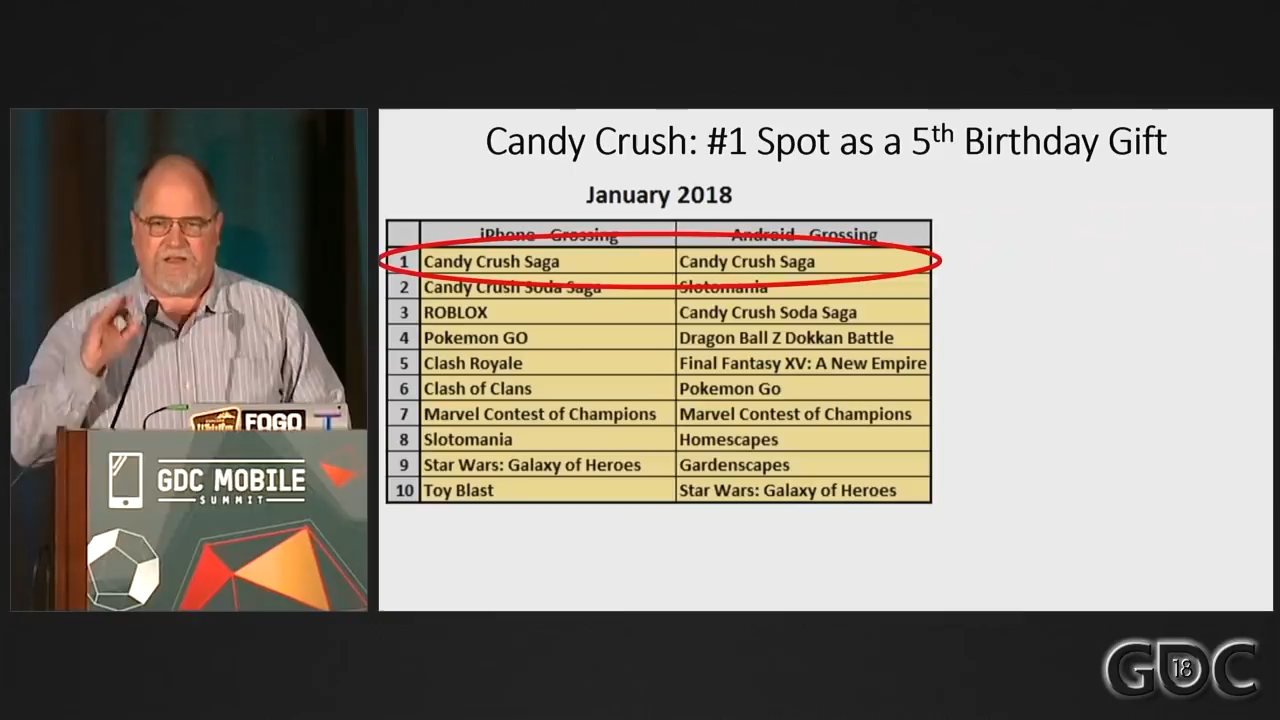 Candy Crush: #1 Spot as a 5th Birthday Gift
January 2018
iPhone - Grossing Android - Grossing
1 Candy Crush Saga Candy Crush Saga
2 Candy Crush Soda Saga Slotomania
3 ROBLOX Candy Crush Soda Saga
4 Pokemon GO Dragon Ball Z Dokkan Battle
5 Clash Royale Final Fantasy XV: A New Empire
6 Clash of Clans Pokemon Go
7 Marvel Contest of Champions Marvel Contest of Champions
8 Slotomania Homescapes
9 Star Wars: Galaxy of Heroes Gardenscapes
10 Toy Blast Star Wars: Galaxy of Heroes
FOGO
GDC MOBILE
SUMMIT
GDC
18